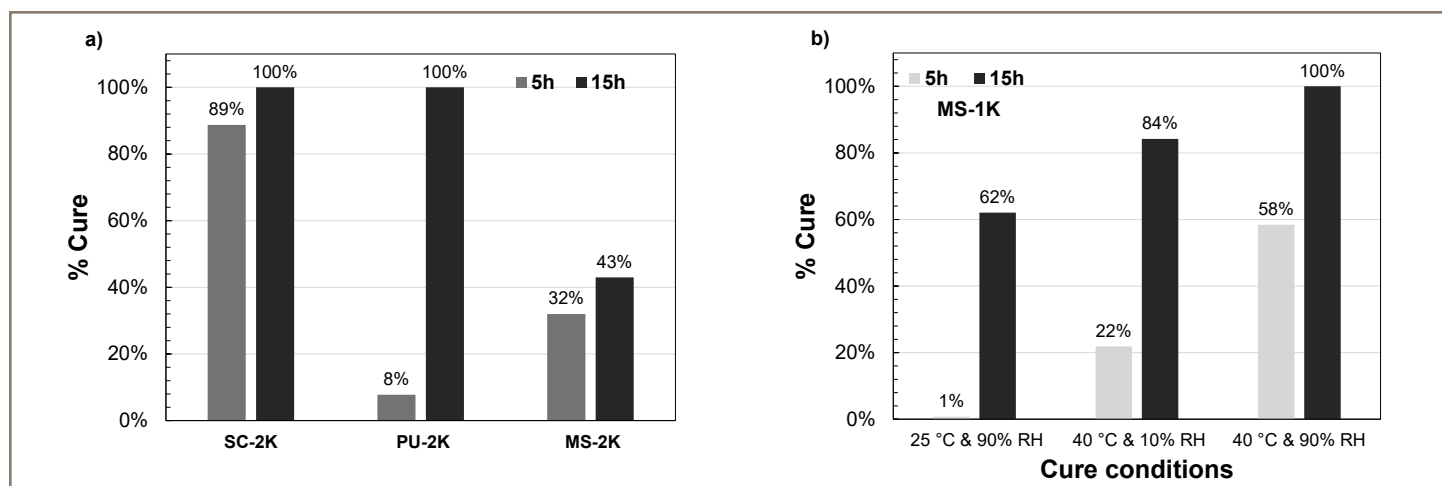 a)
100%
100%
5h 15h
100%
89%
80%
% Cure
60%
43%
40%
32%
20%
8%
0%
SC-2K PU-2K MS-2K
b)
100%
5h 15h
MS-1K
100%
84%
80%
% Cure
62%
60%
58%
40%
22%
20%
1%
0%
25 °C & 90% RH 40 °C & 10% RH 40 °C & 90% RH
Cure conditions